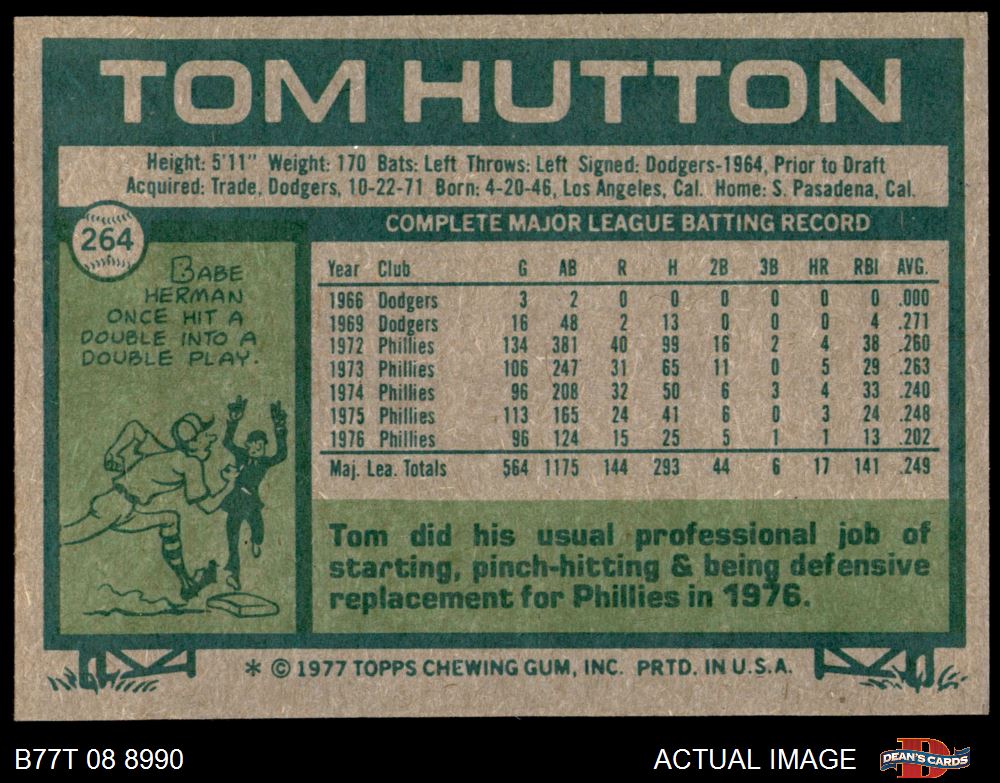 TOM HUTTON
Height: 5'11" Weight: 170 Bats: Left Throws: Left Signed: Dodgers-1964, Prior to Draft
Acquired: Trade, Dodgers, 10-22-71 Born: 4-20-46, Los Angeles, Cal. Home: S. Pasadena, Cal.
264
BABE
HERMAN
ONCE HIT A
DOUBLE INTO A
DOUBLE PLAY.
COMPLETE MAJOR LEAGUE BATTING RECORD
Year Club G AB R H 2B 3B HR RBI AVG.
1966 Dodgers 3 2 0 0 0 0 0 0 .000
1969 Dodgers 16 48 2 13 0 0 0 4 .271
1972 Phillies 134 381 40 99 16 2 4 38 .260
1973 Phillies 106 247 31 65 11 0 5 29 .263
1974 Phillies 96 208 32 50 6 3 4 33 .240
1975 Phillies 113 165 24 41 6 0 3 24 .248
1976 Phillies 96 124 15 25 5 1 1 13 .202
Maj. Lea. Totals 564 1175 144 293 44 6 17 141 .249
Tom did his usual professional job of
starting, pinch-hitting & being defensive
replacement for Phillies in 1976.
* © 1977 TOPPS CHEWING GUM, INC. PRTD. IN U.S.A.
B77T 08 8990
ACTUAL IMAGE
DEAN'S CARDS